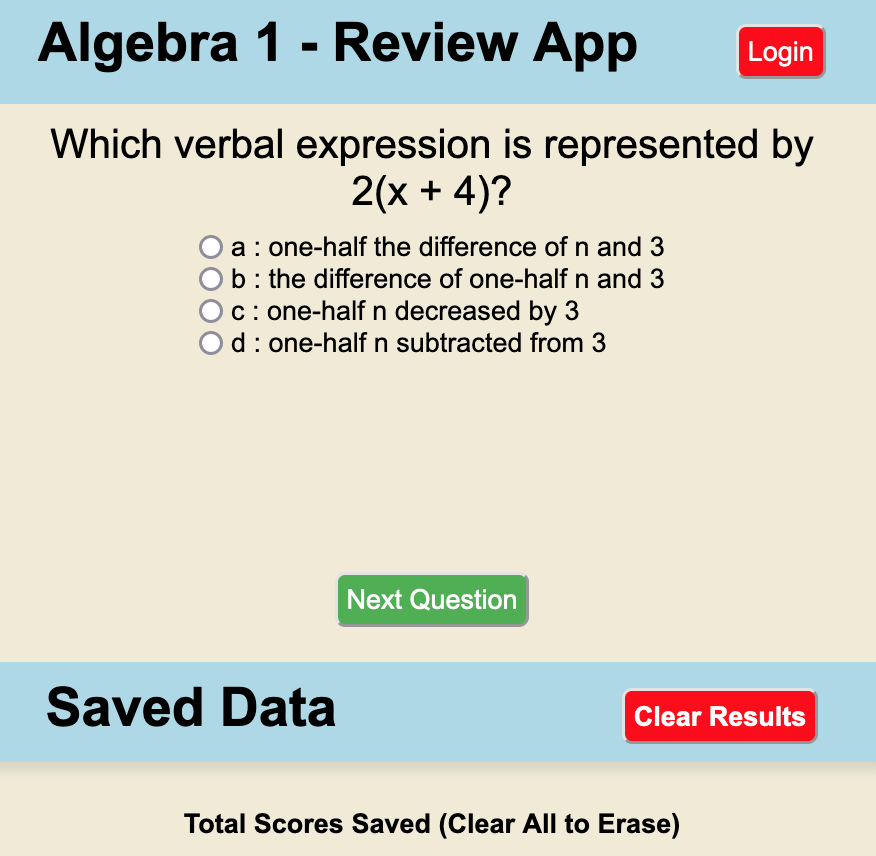 Algebra 1 - Review App
Login
Which verbal expression is represented by
2(x + 4)?
a : one-half the difference of n and 3
b : the difference of one-half n and 3
c : one-half n decreased by 3
d : one-half n subtracted from 3
Next Question
Saved Data
Clear Results
Total Scores Saved (Clear All to Erase)